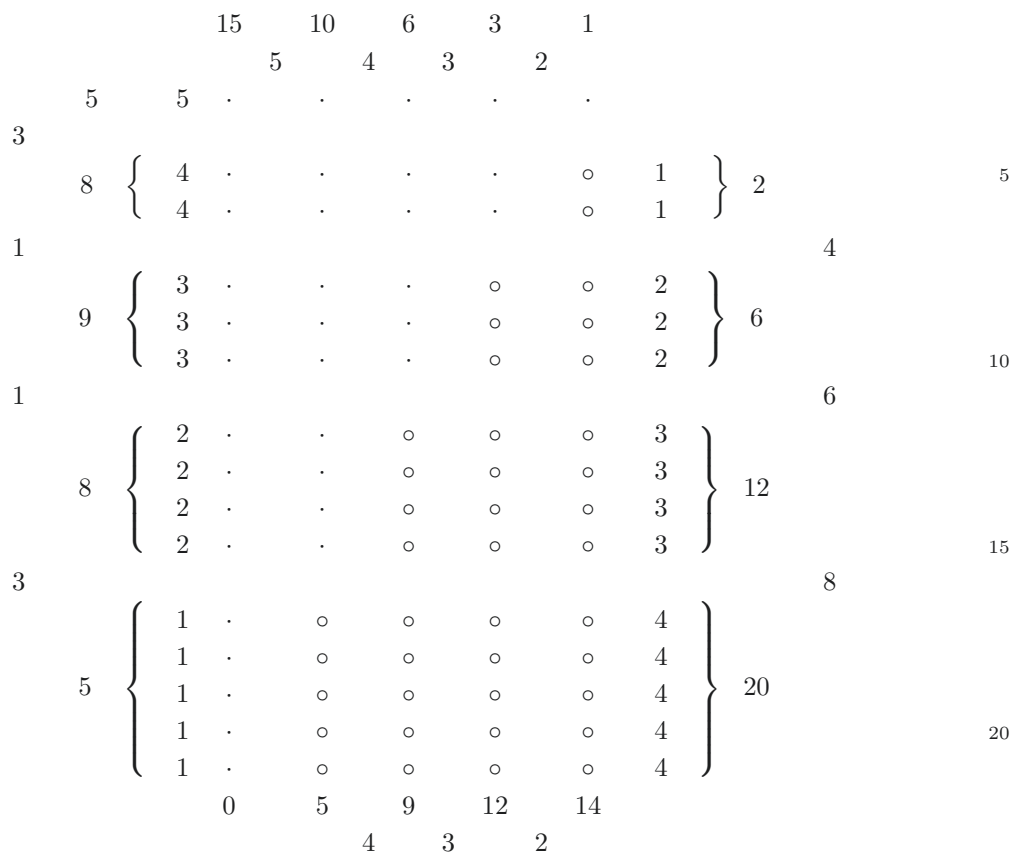 15 10 6 3 1
5 4 3 2
5 5 · · · · ·
3
8 { 4 · · · · ○ 1 } 2 5
4 · · · · ○ 1
1 4
3 · · · ○ ○ 2
9 { 3 · · · ○ ○ 2 } 6
3 · · · ○ ○ 2 10
1 6
2 · · ○ ○ ○ 3
2 · · ○ ○ ○ 3
8 { 2 · · ○ ○ ○ 3 } 12
2 · · ○ ○ ○ 3 15
3 8
1 · ○ ○ ○ ○ 4
1 · ○ ○ ○ ○ 4
5 { 1 · ○ ○ ○ ○ 4 } 20
1 · ○ ○ ○ ○ 4 20
1 · ○ ○ ○ ○ 4
0 5 9 12 14
4 3 2